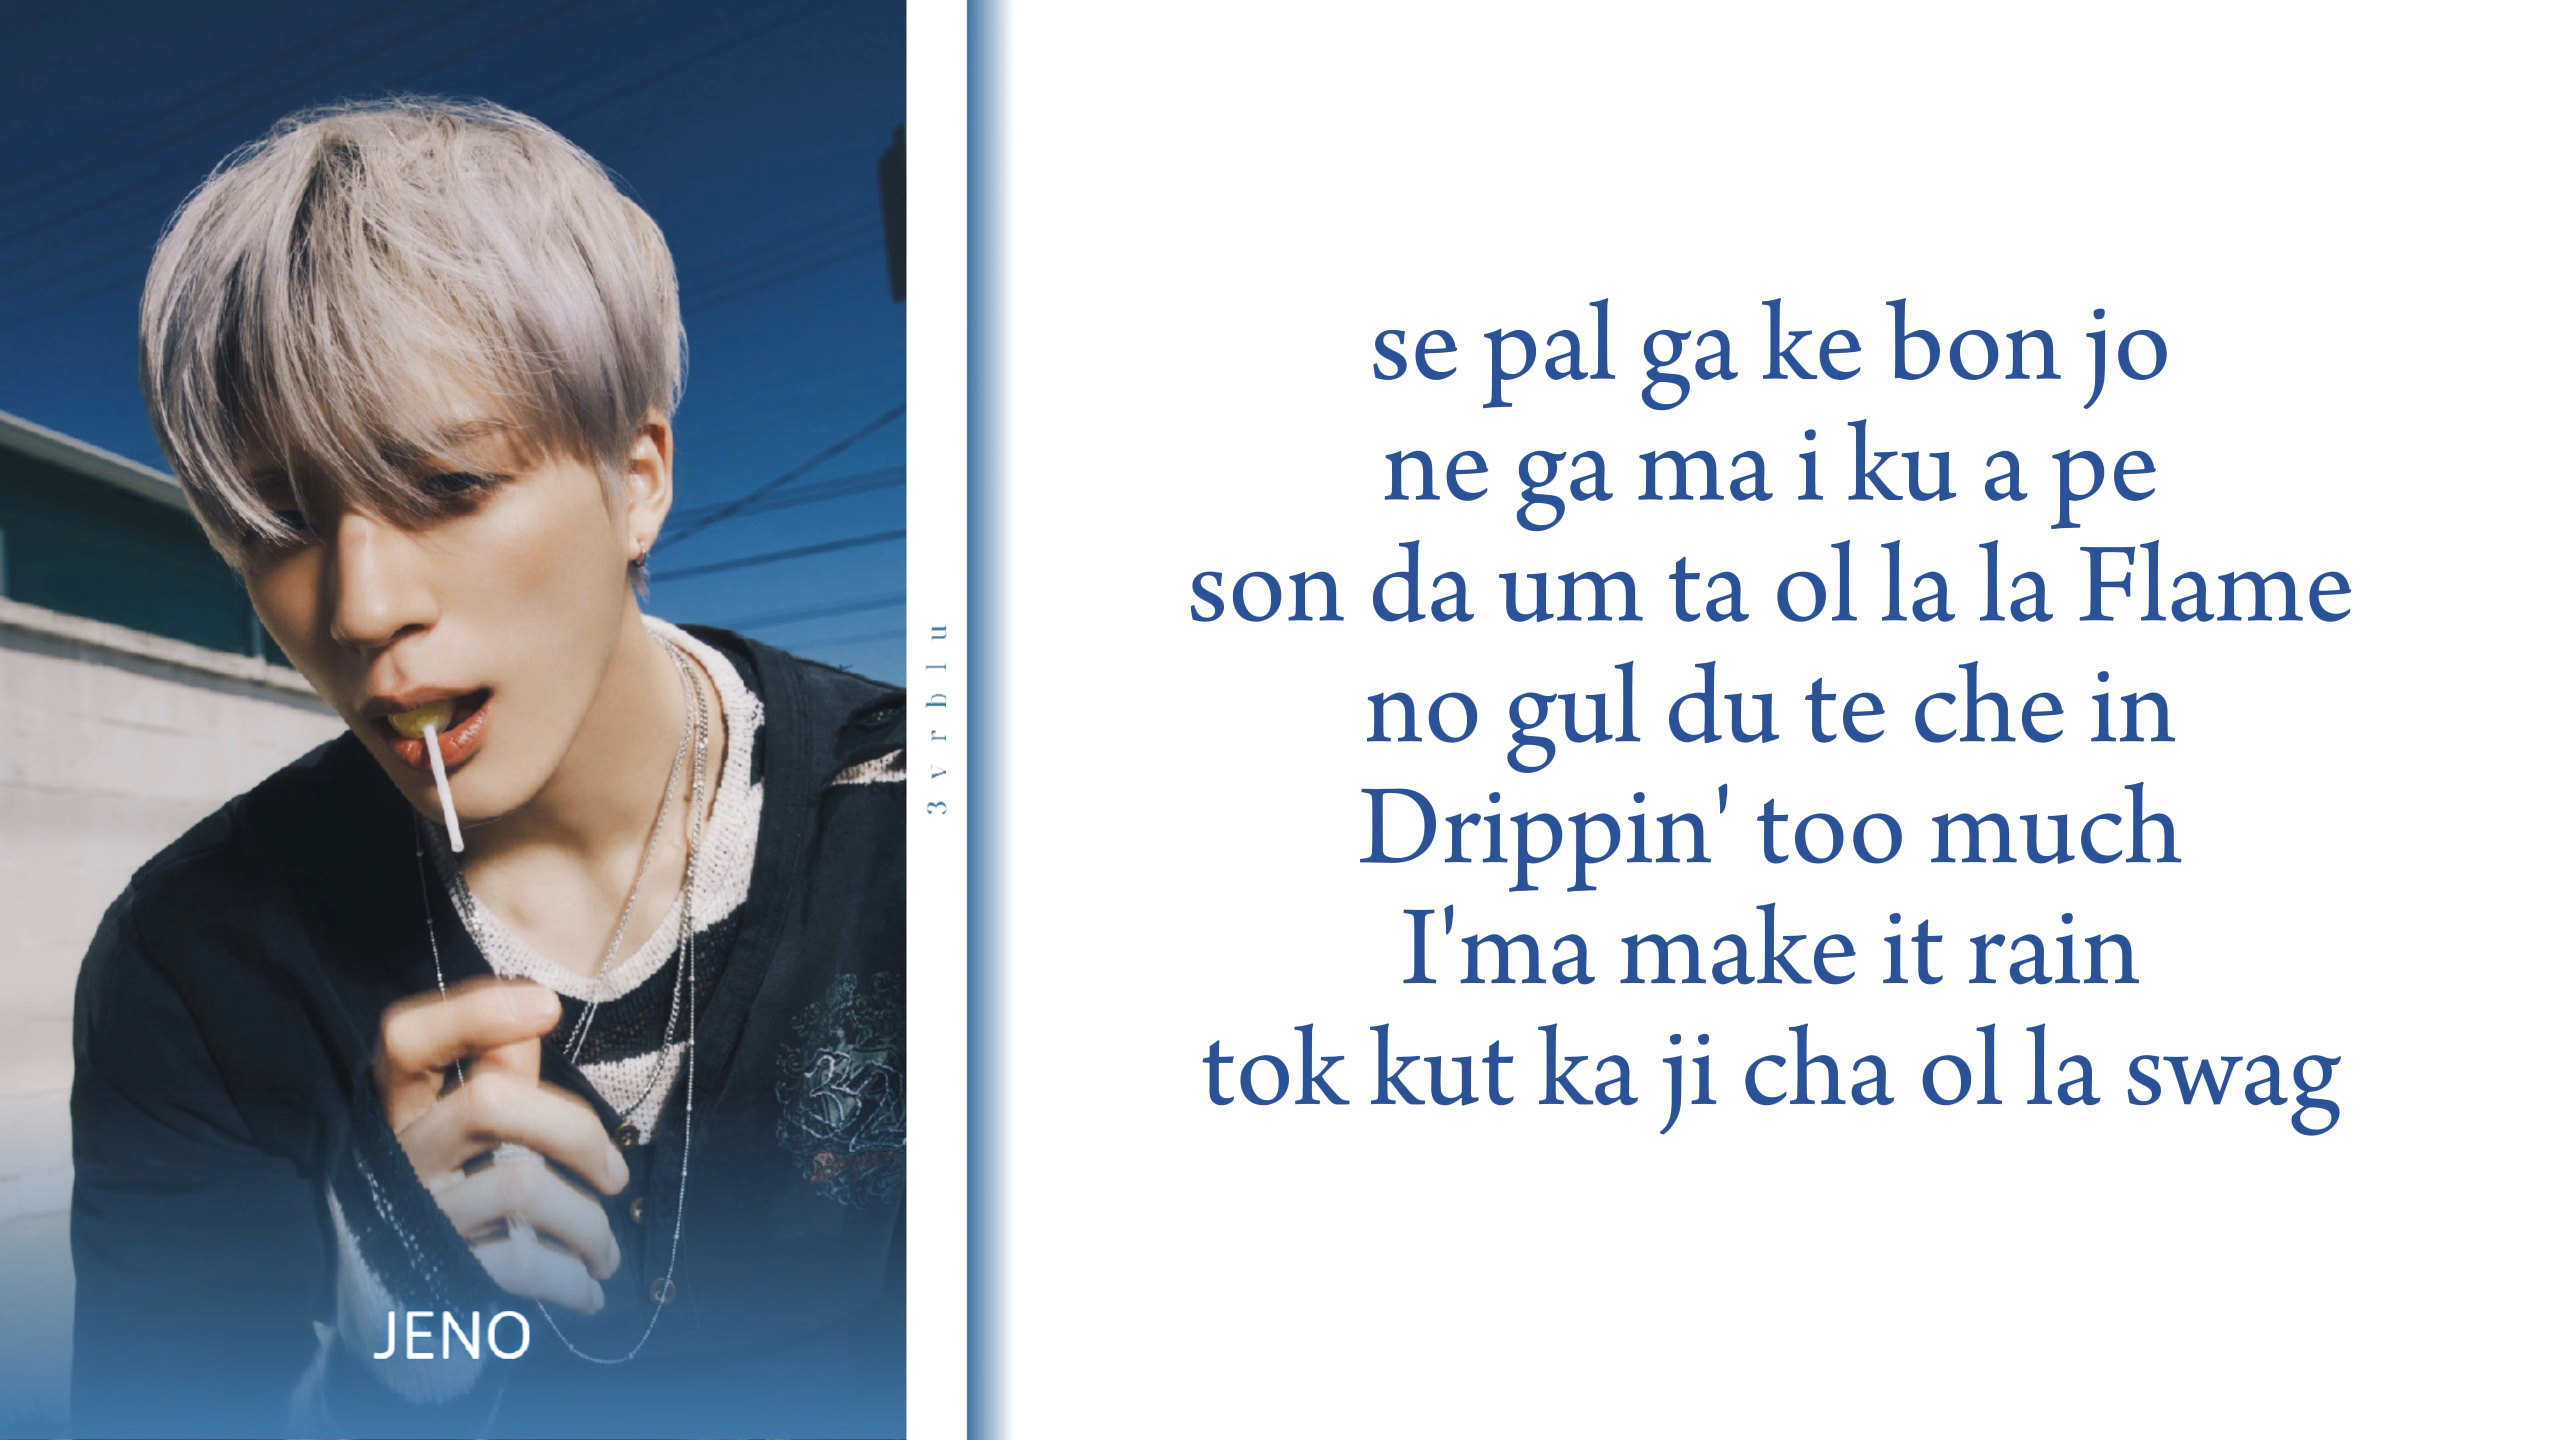 JENO
3vrblu
se pal ga ke bon jo
ne ga ma i ku a pe
son da um ta ol la la Flame
no gul du te che in
Drippin' too much
I'ma make it rain
tok kut ka ji cha ol la swag